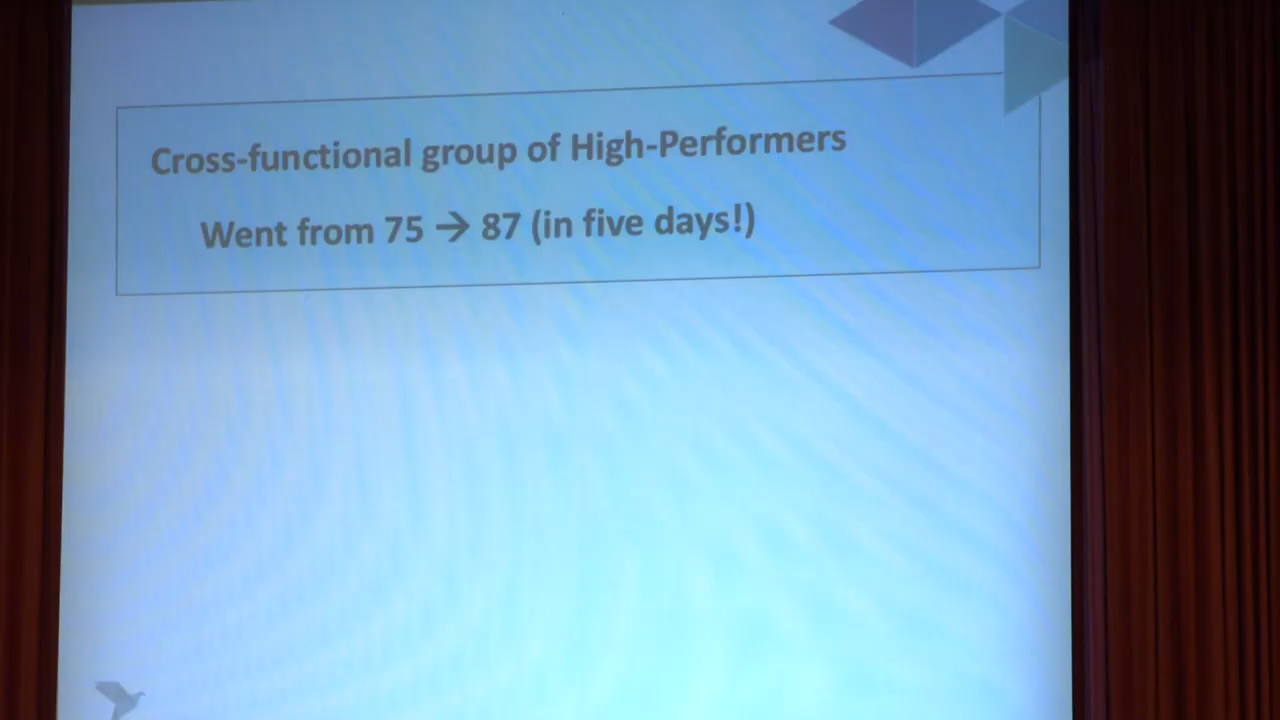 Cross-functional group of High-Performers
Went from 75 → 87 (in five days!)